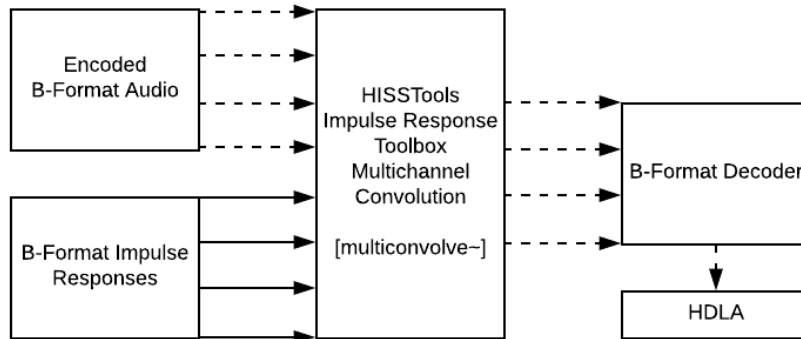 Encoded
B-Format Audio
B-Format Impulse
Responses
HISSTools
Impulse Response
Toolbox
Multichannel
Convolution
[multiconvolve~]
B-Format Decoder
HDLA